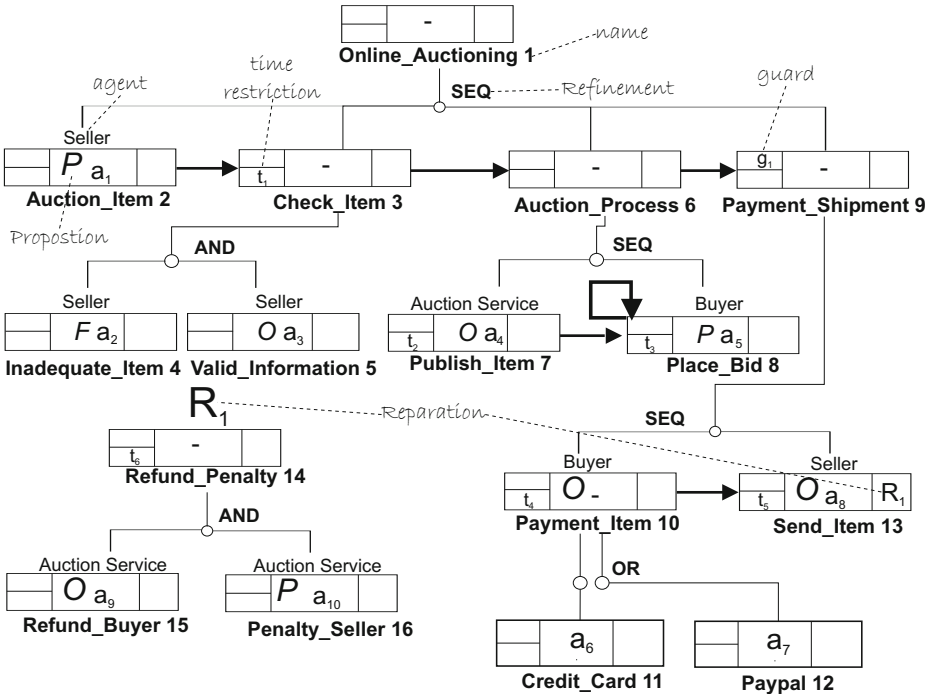 -
Online_Auctioning 1
name
SEQ
Refinement
agent
time
restriction
guard
Seller
P a1
Auction_Item 2
t1 -
Check_Item 3
-
Auction_Process 6
g1 -
Payment_Shipment 9
Propostion
AND
SEQ
Seller
F a2
Inadequate_Item 4
Seller
O a3
Valid_Information 5
Auction Service
t2 O a4
Publish_Item 7
Buyer
t3 P a5
Place_Bid 8
R1
Reparation
t6 -
Refund_Penalty 14
SEQ
Buyer
t4 O -
Payment_Item 10
Seller
t5 O a8 R1
Send_Item 13
AND
OR
Auction Service
O a9
Refund_Buyer 15
Auction Service
P a10
Penalty_Seller 16
a6
Credit_Card 11
a7
Paypal 12